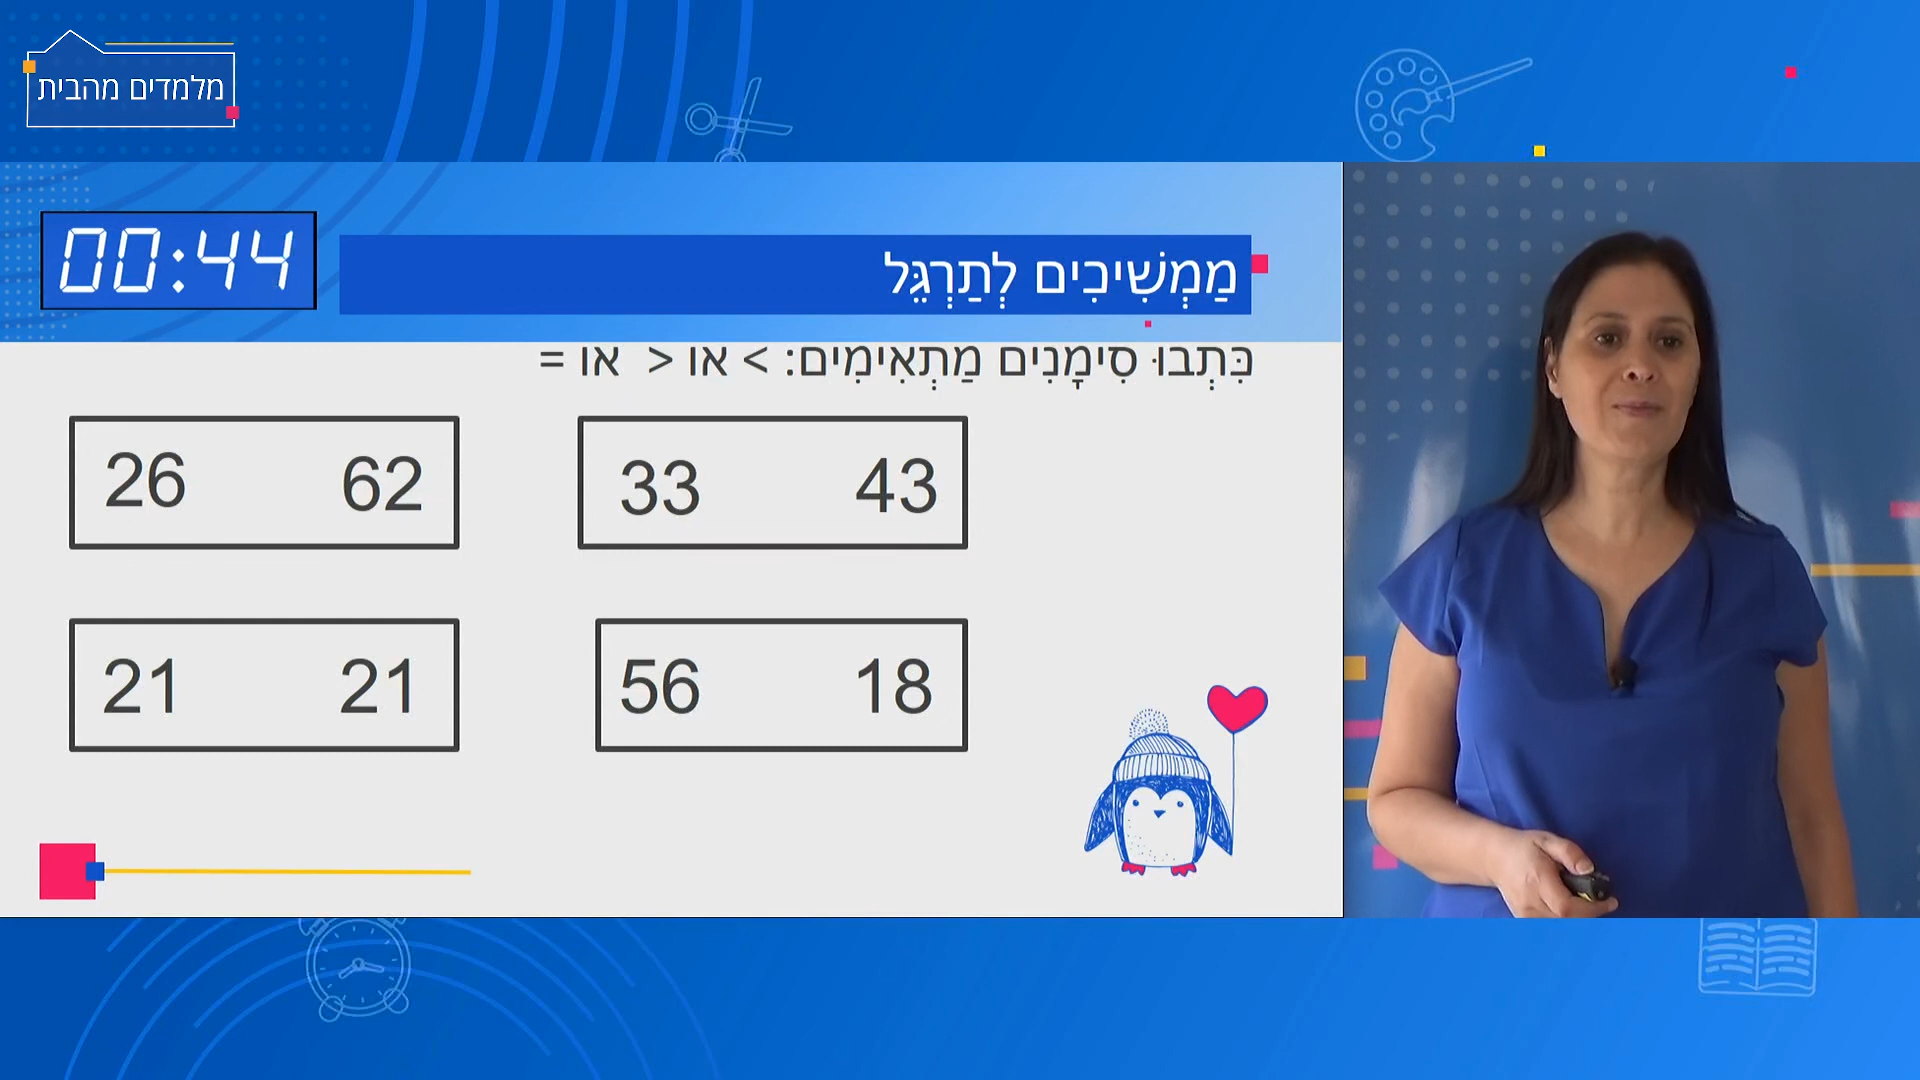 מלמדים מהבית
00:44
מַמְשִׁיכִים לְתַרְגֵּל
כִּתְבוּ סִימָנִים מַתְאִימִים: > או < או =
26 62
33 43
21 21
56 18